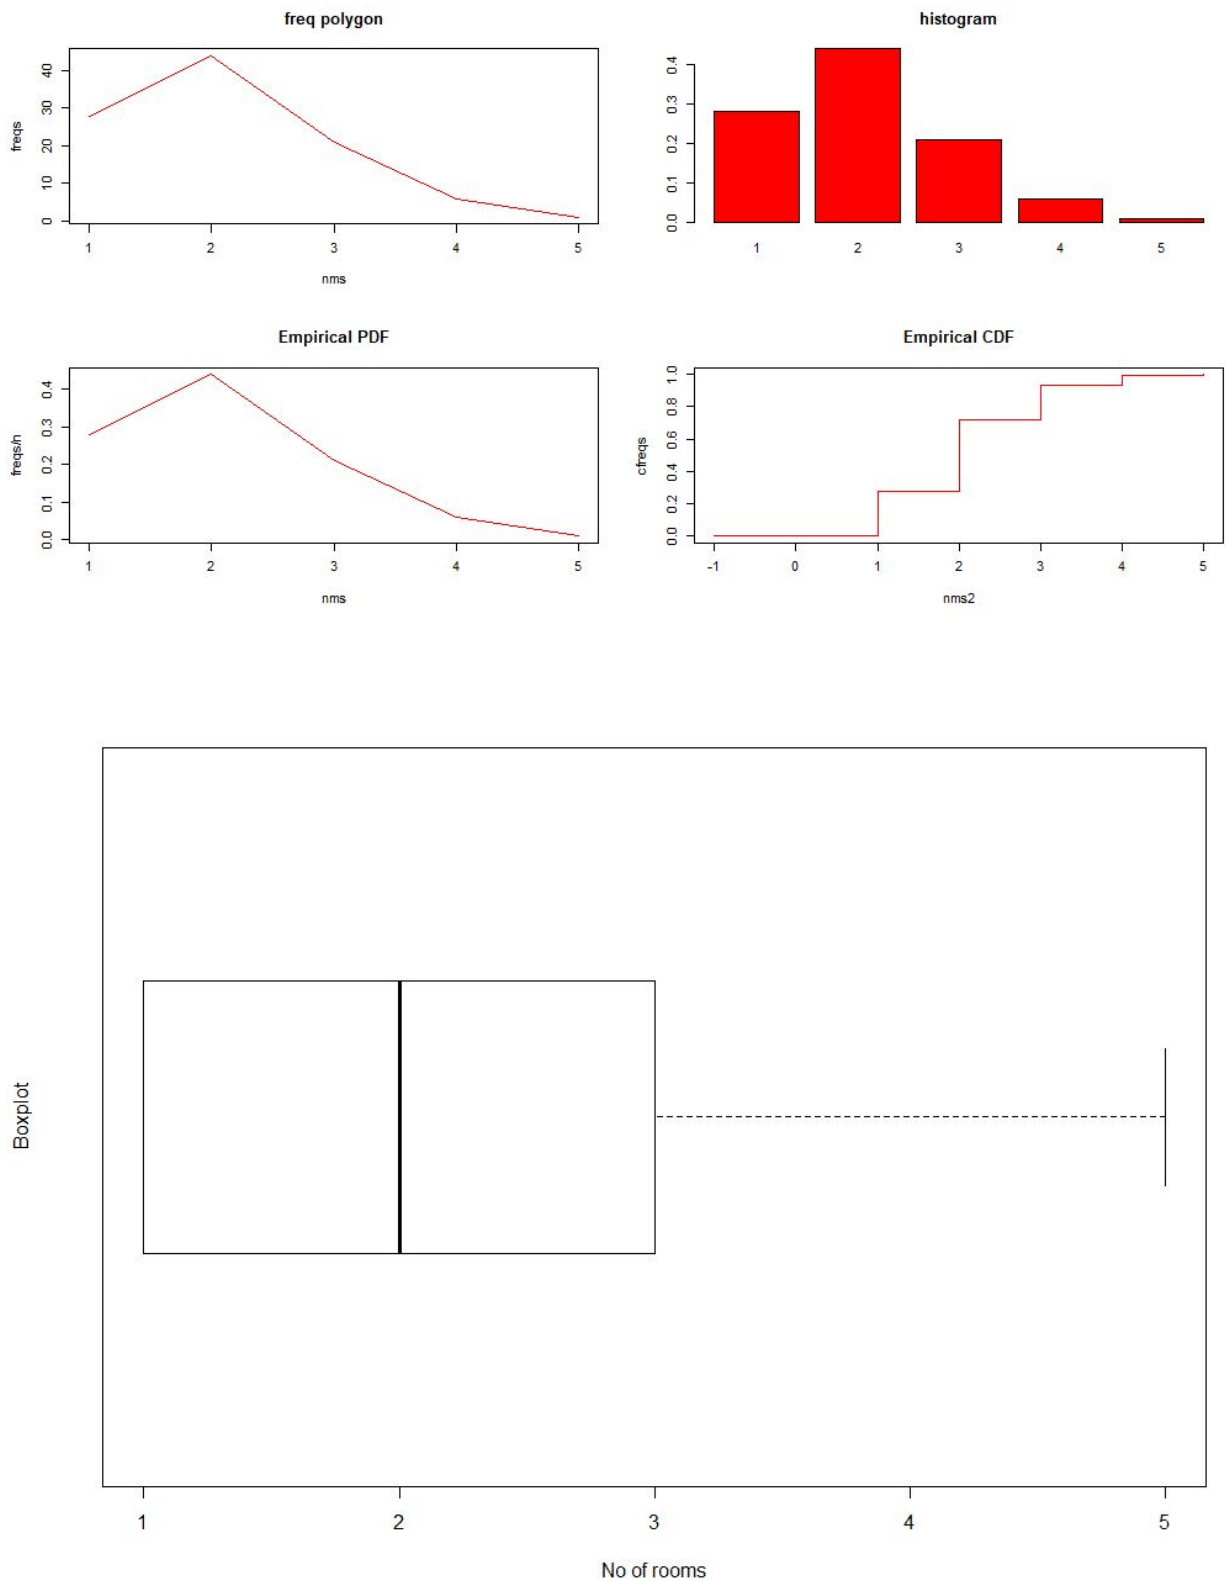 freq polygon
freqs
0 10 20 30 40
1 2 3 4 5
nms
histogram
0.0 0.1 0.2 0.3 0.4
1 2 3 4 5
Empirical PDF
freqs/n
0.0 0.1 0.2 0.3 0.4
1 2 3 4 5
nms
Empirical CDF
cfreqs
0.0 0.2 0.4 0.6 0.8 1.0
-1 0 1 2 3 4 5
nms2
Boxplot
1 2 3 4 5
No of rooms